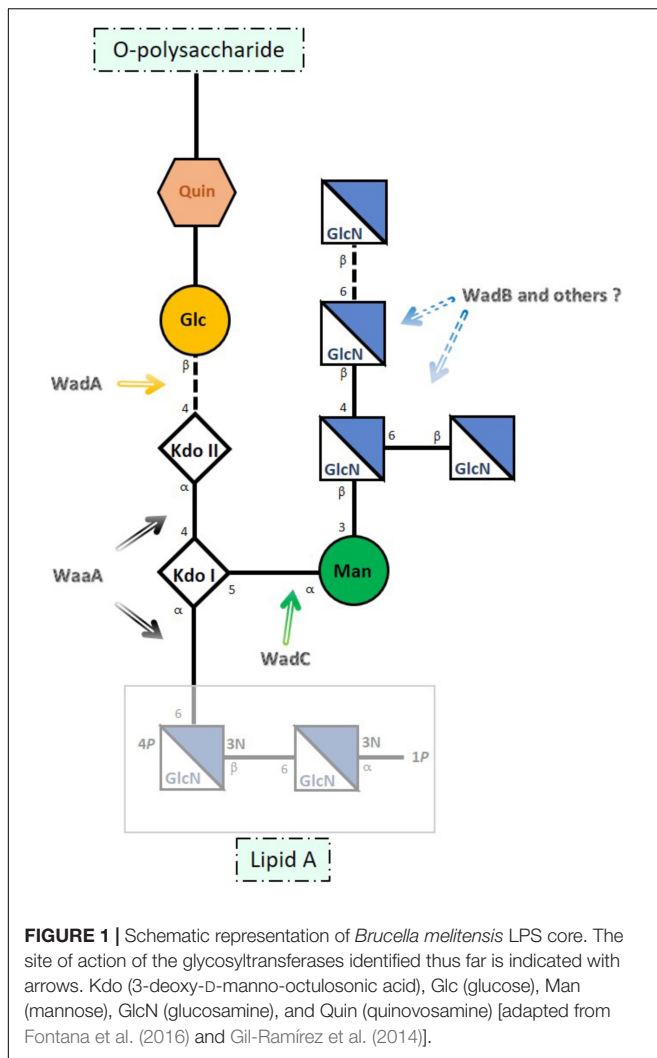 O-polysaccharide
Quin
GlcN
β
6
Glc
WadB and others ?
GlcN
β
β
WadA
4
4
Kdo II
GlcN
6
β
GlcN
α
β
4
3
WaaA
Kdo I
5
α
Man
α
WadC
6
4P
3N
3N
GlcN
β
6
GlcN
α
1P
Lipid A
FIGURE 1 | Schematic representation of Brucella melitensis LPS core. The
site of action of the glycosyltransferases identified thus far is indicated with
arrows. Kdo (3-deoxy-D-manno-octulosonic acid), Glc (glucose), Man
(mannose), GlcN (glucosamine), and Quin (quinovosamine) [adapted from
Fontana et al. (2016) and Gil-Ramírez et al. (2014)].